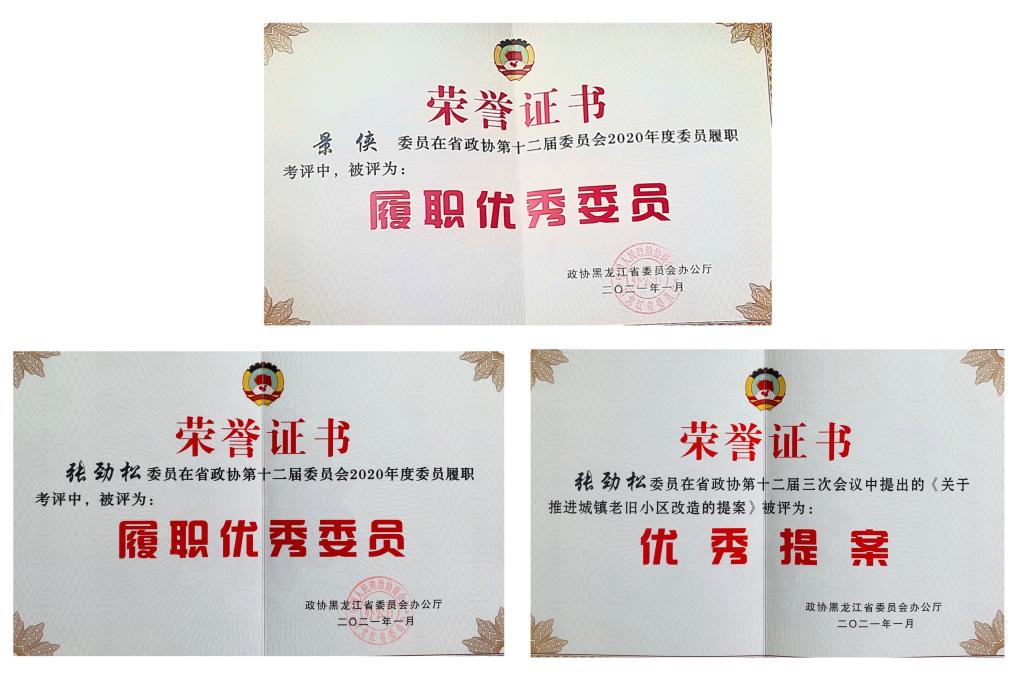 荣誉证书
景侠 委员在省政协第十二届委员会2020年度委员履职
考评中，被评为：
履职优秀委员
政协黑龙江省委员会办公厅
二〇二一年一月
荣誉证书
张劲松委员在省政协第十二届委员会2020年度委员履职
考评中，被评为：
履职优秀委员
政协黑龙江省委员会办公厅
二〇二一年一月
荣誉证书
张劲松委员在省政协第十二届三次会议中提出的《关于
推进城镇老旧小区改造的提案》被评为：
优秀提案
政协黑龙江省委员会办公厅
二〇二一年一月